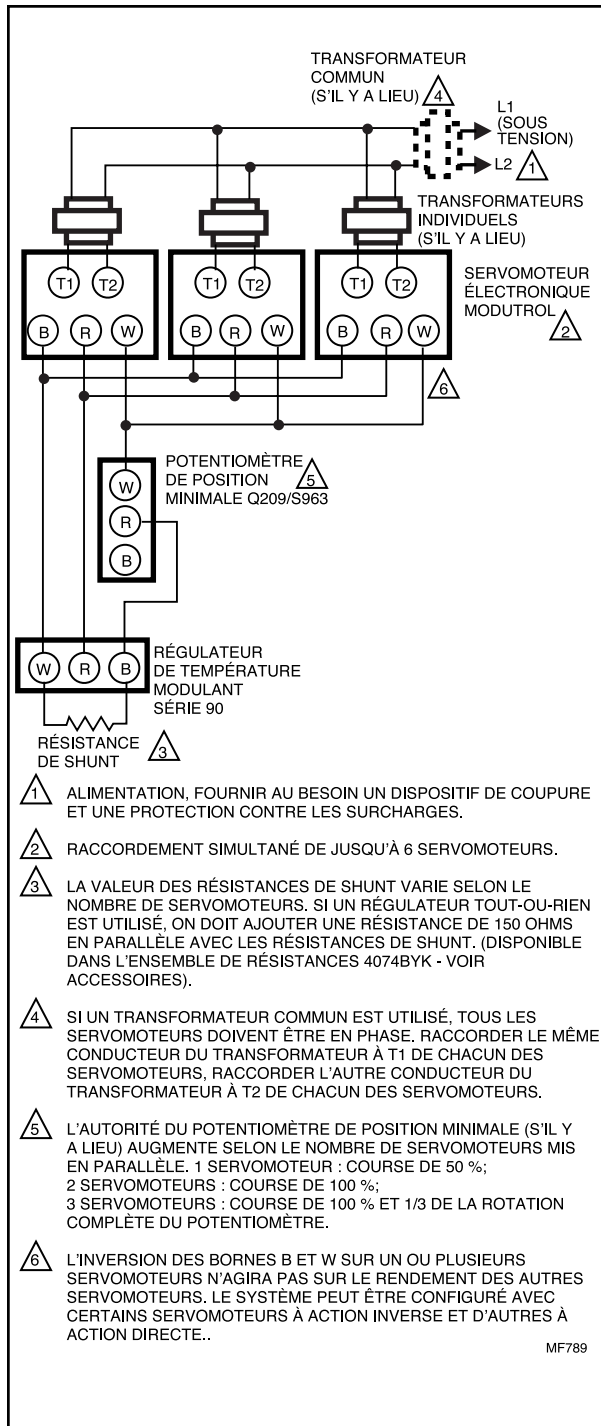 TRANSFORMATEUR
COMMUN
(S'IL Y A LIEU)
4
L1
(SOUS
TENSION)
L2
1
TRANSFORMATEURS
INDIVIDUELS
(S'IL Y A LIEU)
T1 T2 T1 T2 T1 T2
B R W B R W B R W
SERVOMOTEUR
ÉLECTRONIQUE
MODUTROL
2
6
POTENTIOMÈTRE
DE POSITION
MINIMALE Q209/S963
5
W
R
B
W R B
RÉGULATEUR
DE TEMPÉRATURE
MODULANT
SÉRIE 90
RÉSISTANCE
DE SHUNT
3
1 ALIMENTATION, FOURNIR AU BESOIN UN DISPOSITIF DE COUPURE
ET UNE PROTECTION CONTRE LES SURCHARGES.
2 RACCORDEMENT SIMULTANÉ DE JUSQU'À 6 SERVOMOTEURS.
3 LA VALEUR DES RÉSISTANCES DE SHUNT VARIE SELON LE
NOMBRE DE SERVOMOTEURS. SI UN RÉGULATEUR TOUT-OU-RIEN
EST UTILISÉ, ON DOIT AJOUTER UNE RÉSISTANCE DE 150 OHMS
EN PARALLÈLE AVEC LES RÉSISTANCES DE SHUNT. (DISPONIBLE
DANS L'ENSEMBLE DE RÉSISTANCES 4074BYK - VOIR
ACCESSOIRES).
4 SI UN TRANSFORMATEUR COMMUN EST UTILISÉ, TOUS LES
SERVOMOTEURS DOIVENT ÊTRE EN PHASE. RACCORDER LE MÊME
CONDUCTEUR DU TRANSFORMATEUR À T1 DE CHACUN DES
SERVOMOTEURS, RACCORDER L'AUTRE CONDUCTEUR DU
TRANSFORMATEUR À T2 DE CHACUN DES SERVOMOTEURS.
5 L'AUTORITÉ DU POTENTIOMÈTRE DE POSITION MINIMALE (S'IL Y
A LIEU) AUGMENTE SELON LE NOMBRE DE SERVOMOTEURS MIS
EN PARALLÈLE. 1 SERVOMOTEUR : COURSE DE 50 %;
2 SERVOMOTEURS : COURSE DE 100 %;
3 SERVOMOTEURS : COURSE DE 100 % ET 1/3 DE LA ROTATION
COMPLÈTE DU POTENTIOMÈTRE.
6 L'INVERSION DES BORNES B ET W SUR UN OU PLUSIEURS
SERVOMOTEURS N'AGIRA PAS SUR LE RENDEMENT DES AUTRES
SERVOMOTEURS. LE SYSTÈME PEUT ÊTRE CONFIGURÉ AVEC
CERTAINS SERVOMOTEURS À ACTION INVERSE ET D'AUTRES À
ACTION DIRECTE..
MF789